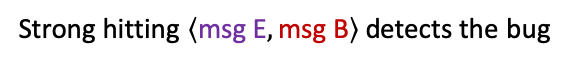 Strong hitting ⟨msg E, msg B⟩ detects the bug